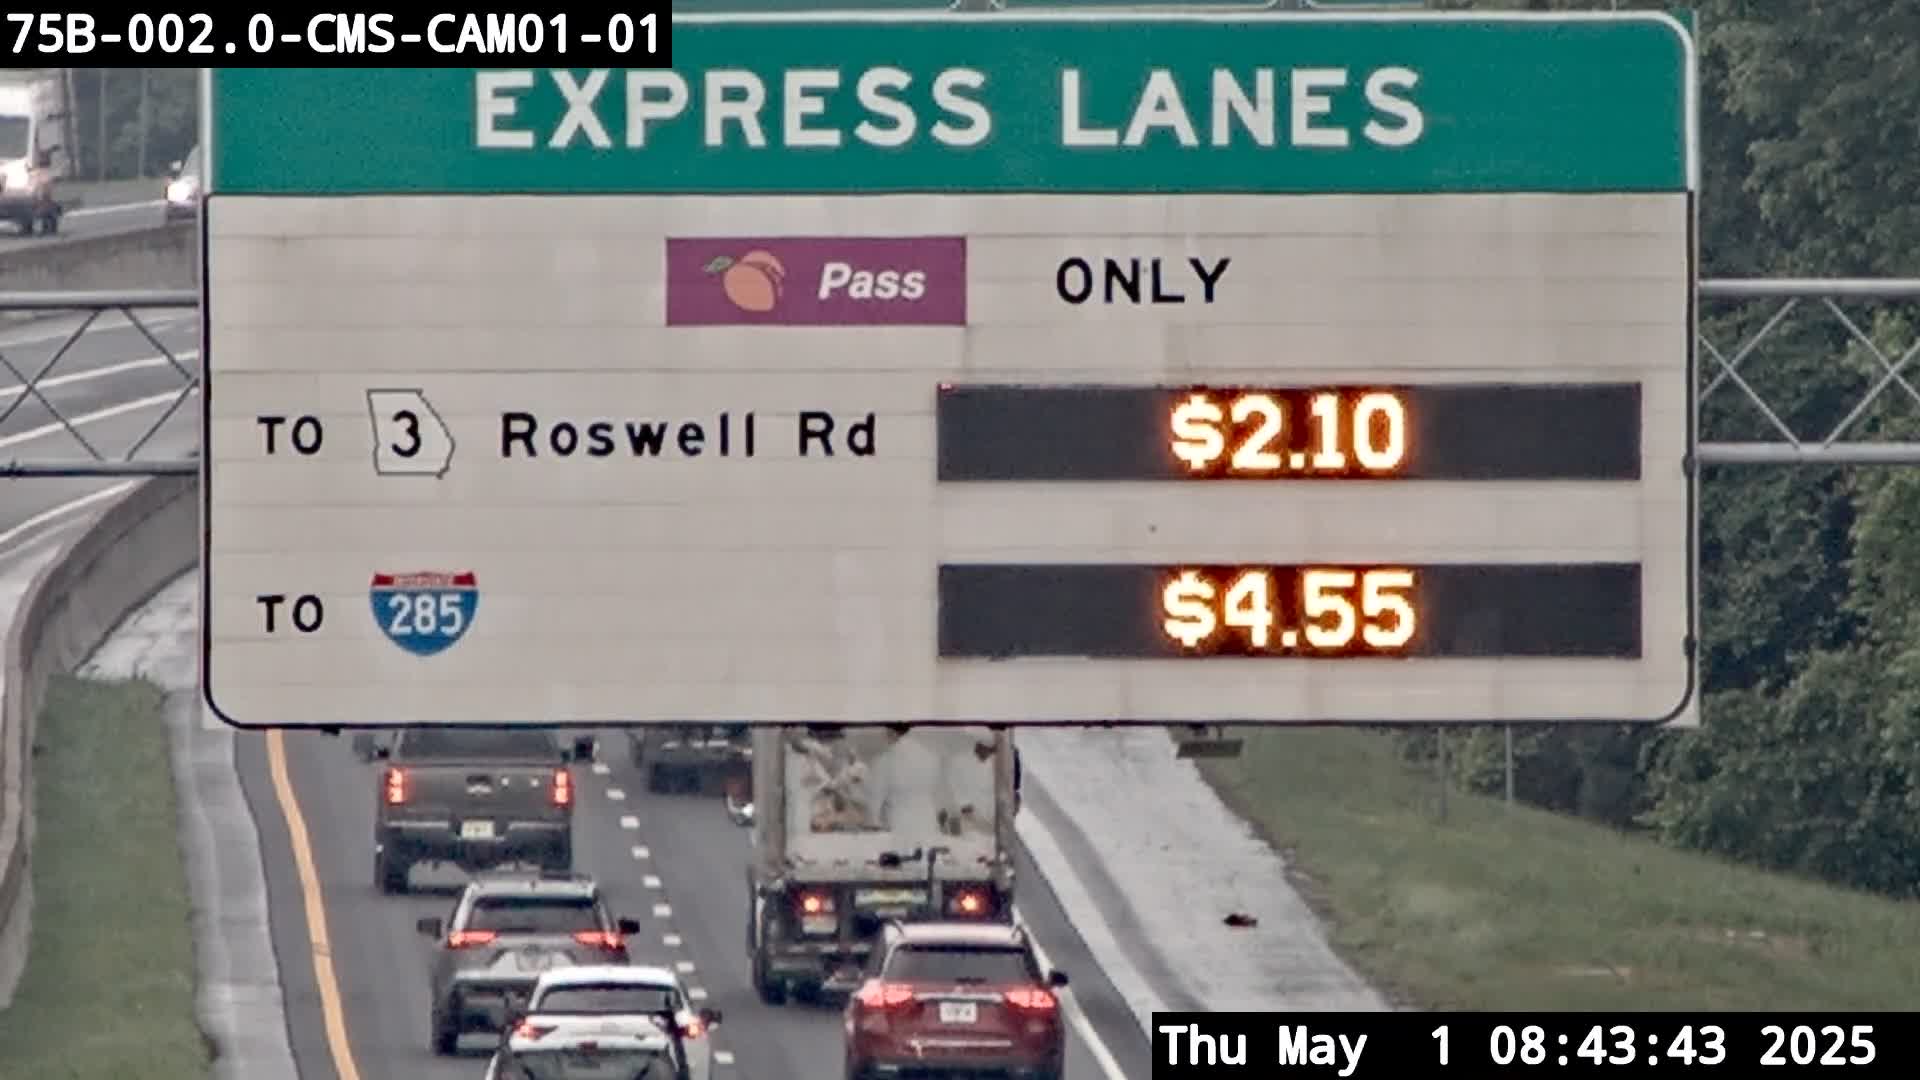 75B-002.0-CMS-CAM01-01
EXPRESS LANES
Pass ONLY
TO 3 Roswell Rd $2.10
TO 285 $4.55
Thu May 1 08:43:43 2025